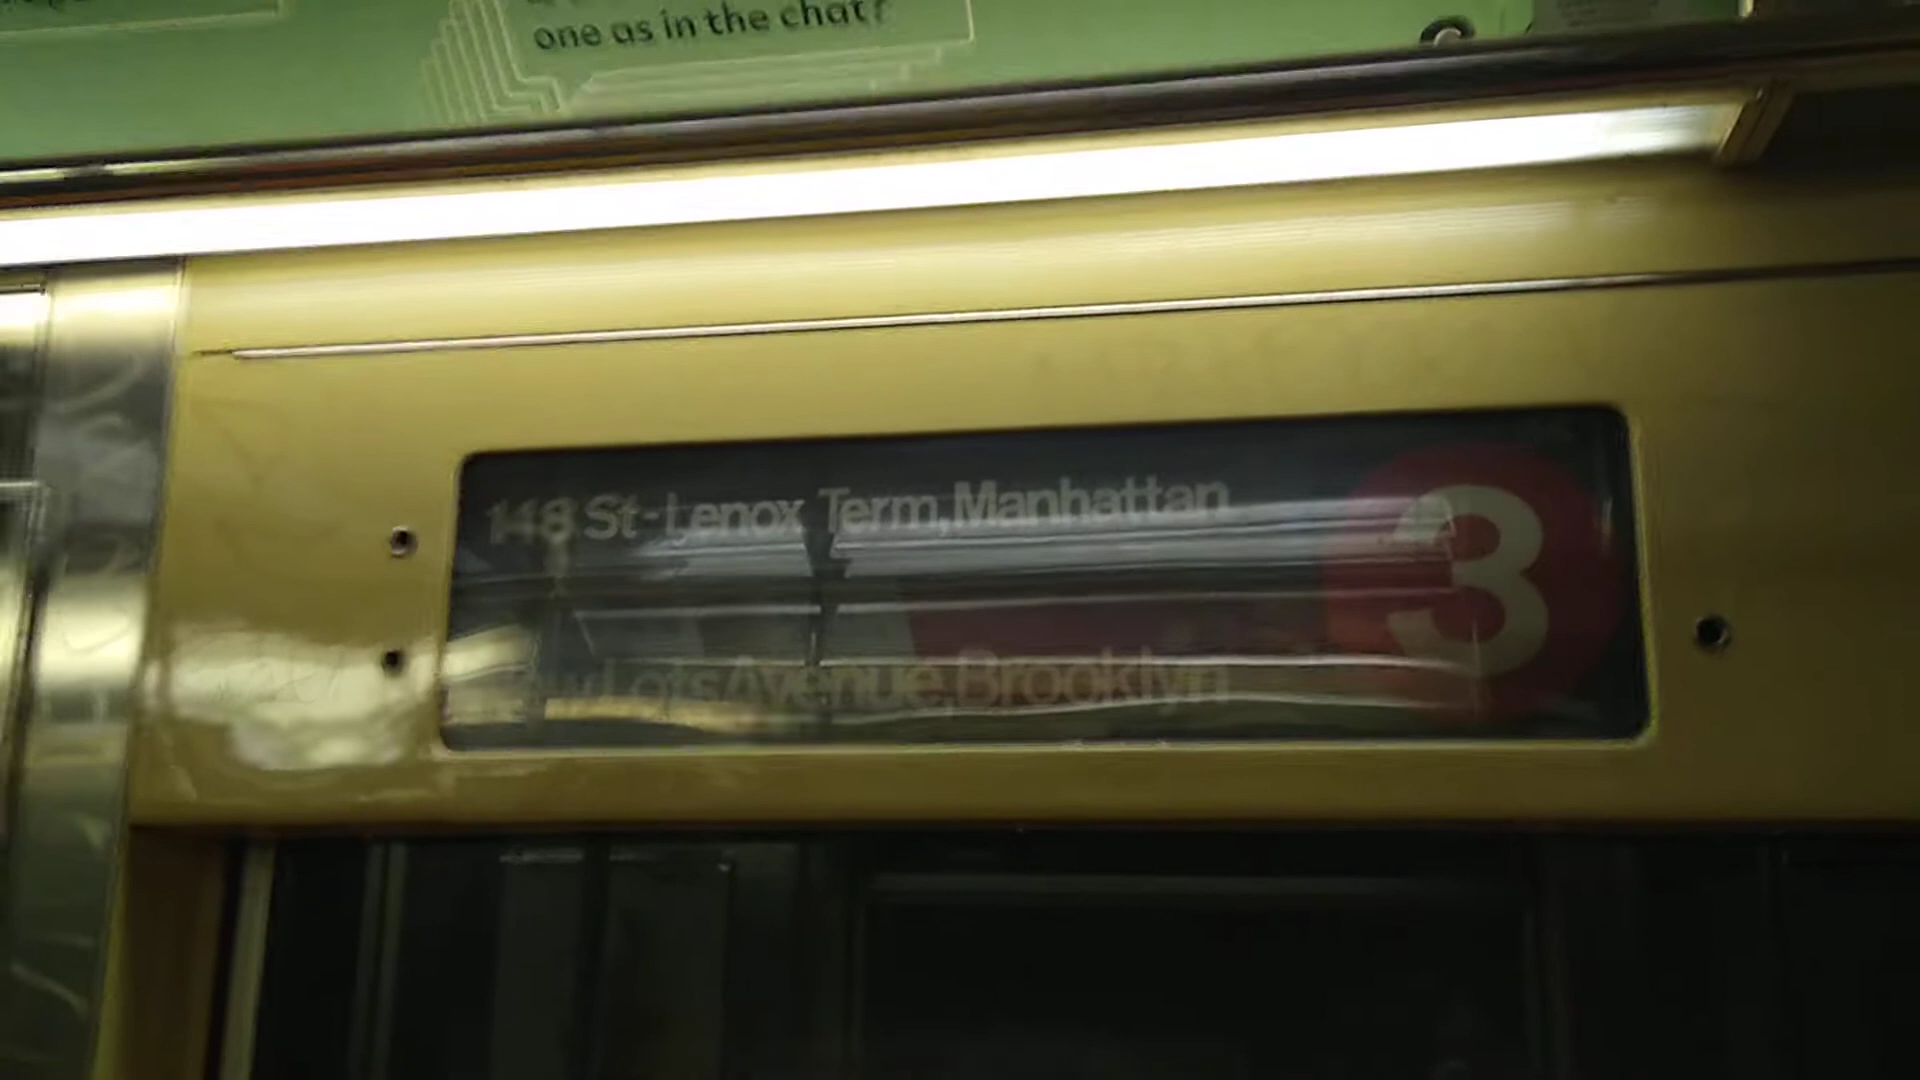 one as in the chat?
148 St-Lenox Term, Manhattan
Lots Avenue, Brooklyn
3